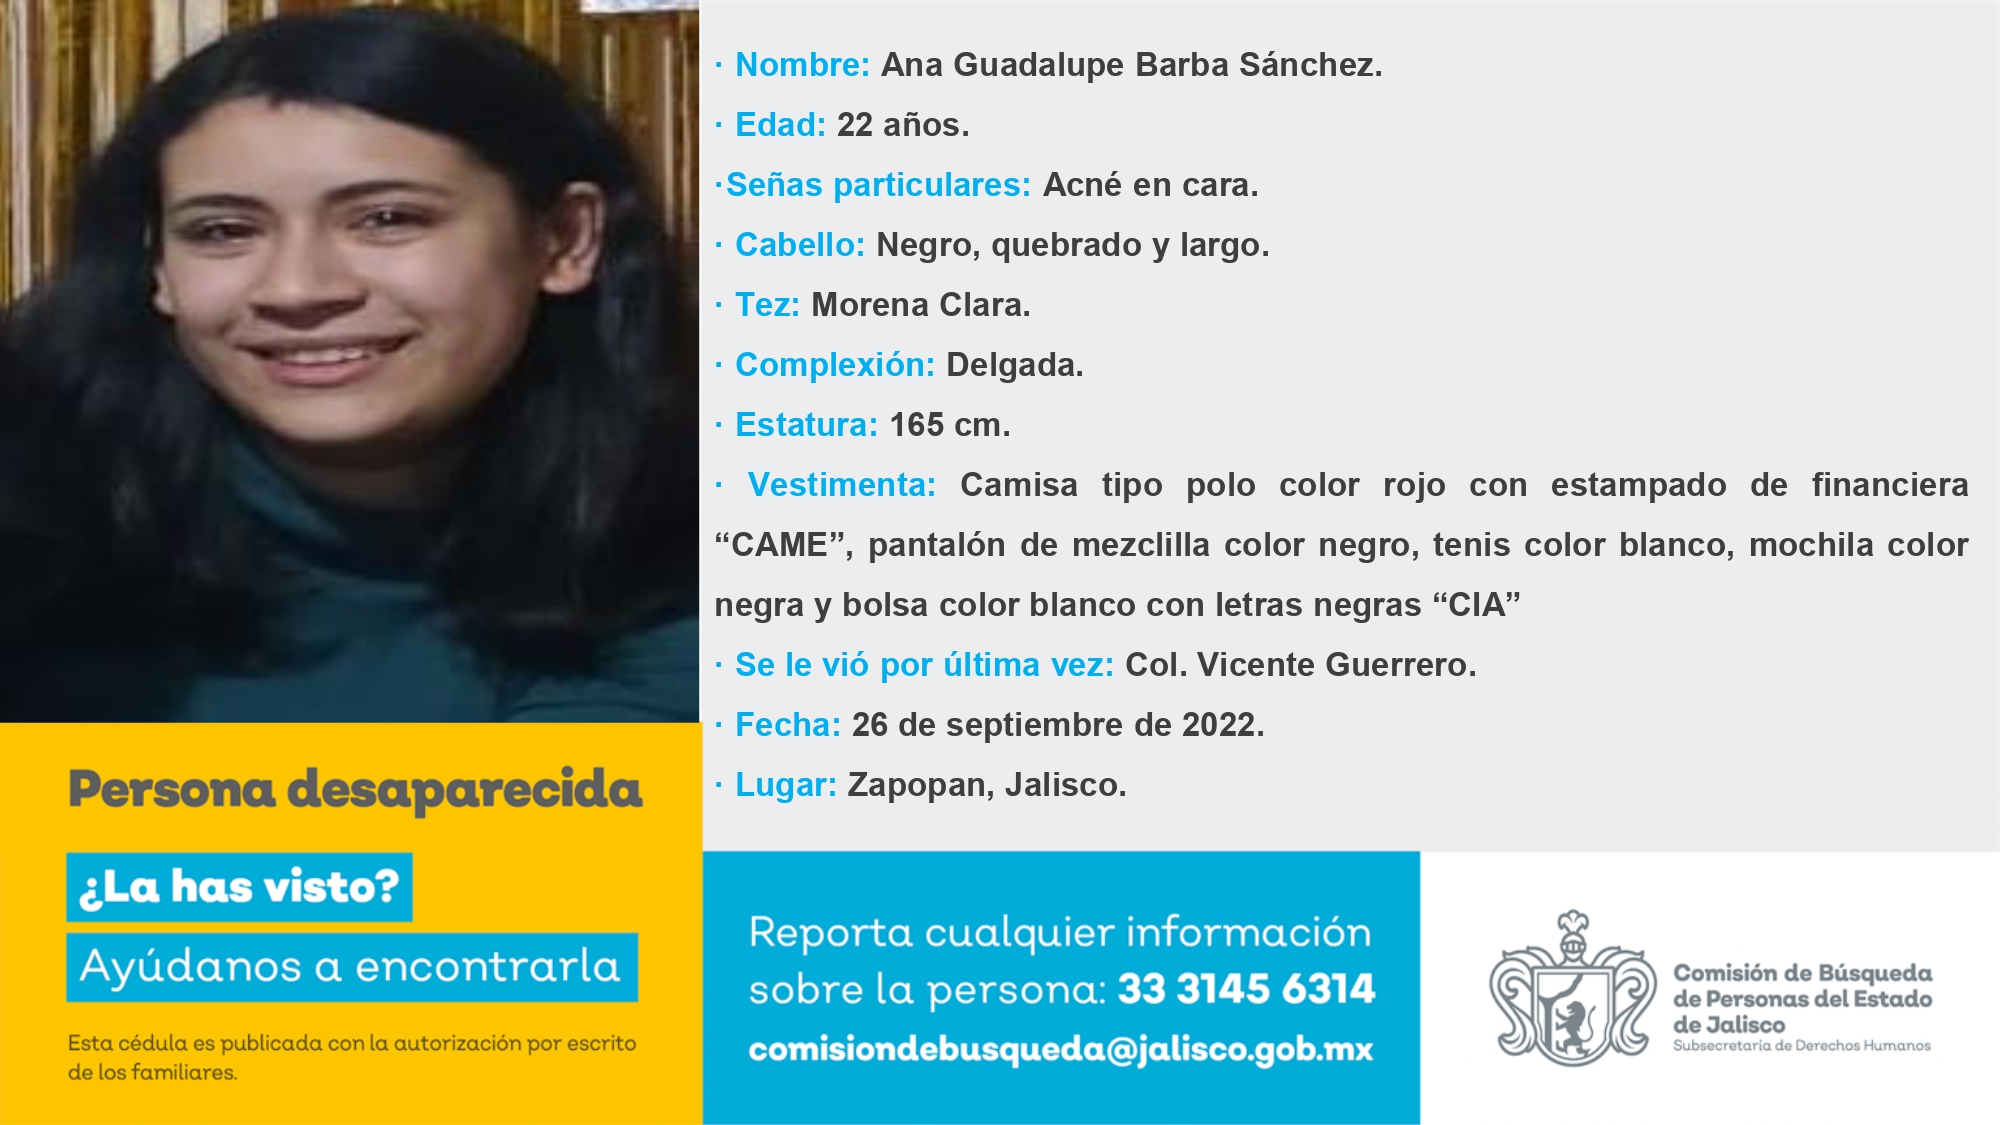 · Nombre: Ana Guadalupe Barba Sánchez.
· Edad: 22 años.
·Señas particulares: Acné en cara.
· Cabello: Negro, quebrado y largo.
· Tez: Morena Clara.
· Complexión: Delgada.
· Estatura: 165 cm.
· Vestimenta: Camisa tipo polo color rojo con estampado de financiera
“CAME”, pantalón de mezclilla color negro, tenis color blanco, mochila color
negra y bolsa color blanco con letras negras “CIA”
· Se le vió por última vez: Col. Vicente Guerrero.
· Fecha: 26 de septiembre de 2022.
· Lugar: Zapopan, Jalisco.
Persona desaparecida
¿La has visto?
Ayúdanos a encontrarla
Esta cédula es publicada con la autorización por escrito
de los familiares.
Reporta cualquier información
sobre la persona: 33 3145 6314
comisiondebusqueda@jalisco.gob.mx
Comisión de Búsqueda
de Personas del Estado
de Jalisco
Subsecretaría de Derechos Humanos